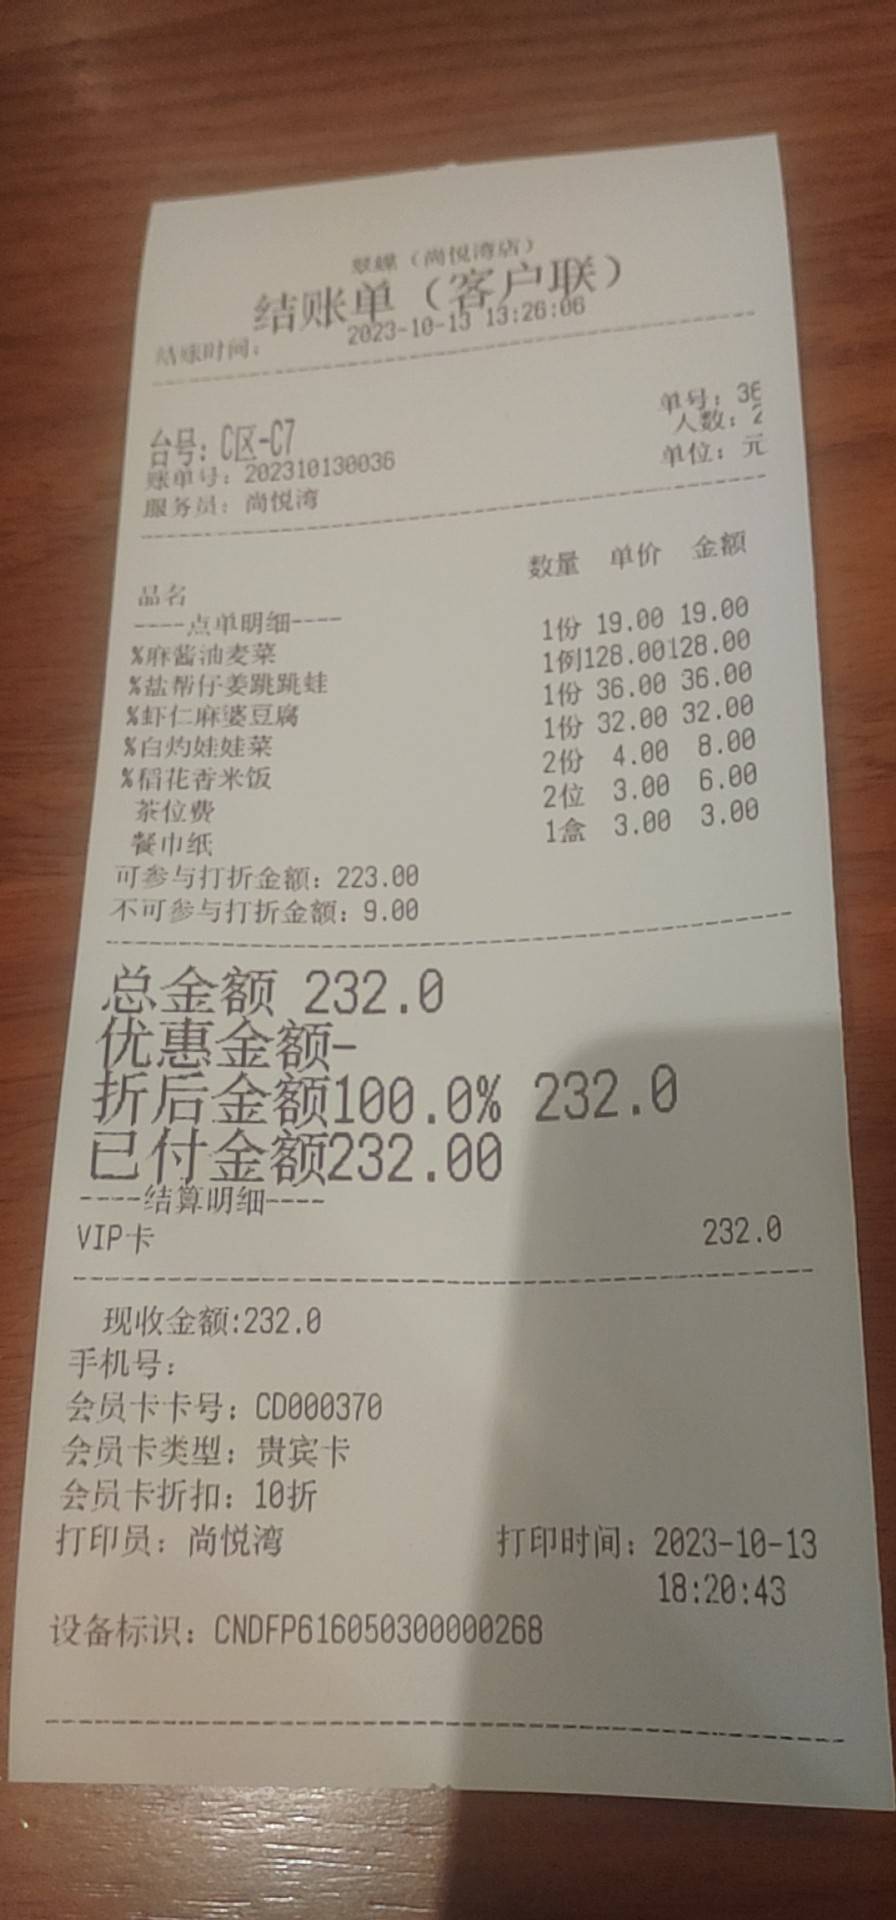 翠蝶（尚悦湾店）
结账单（客户联）
结账时间： 2023-10-13 13:26:06
台号：C区-C7 单号：36
账单号：202310130036 人数：2
服务员：尚悦湾 单位：元
品名 数量 单价 金额
----点单明细----
%麻酱油麦菜 1份 19.00 19.00
%盐帮仔姜跳跳蛙 1例128.00128.00
%虾仁麻婆豆腐 1份 36.00 36.00
%白灼娃娃菜 1份 32.00 32.00
%稻花香米饭 2份 4.00 8.00
茶位费 2位 3.00 6.00
餐巾纸 1盒 3.00 3.00
可参与打折金额：223.00
不可参与打折金额：9.00
总金额 232.0
优惠金额-
折后金额100.0% 232.0
已付金额232.00
----结算明细----
VIP卡 232.0
现收金额:232.0
手机号：
会员卡卡号：CD000370
会员卡类型：贵宾卡
会员卡折扣：10折
打印员：尚悦湾 打印时间：2023-10-13
18:20:43
设备标识：CNDFP616050300000268